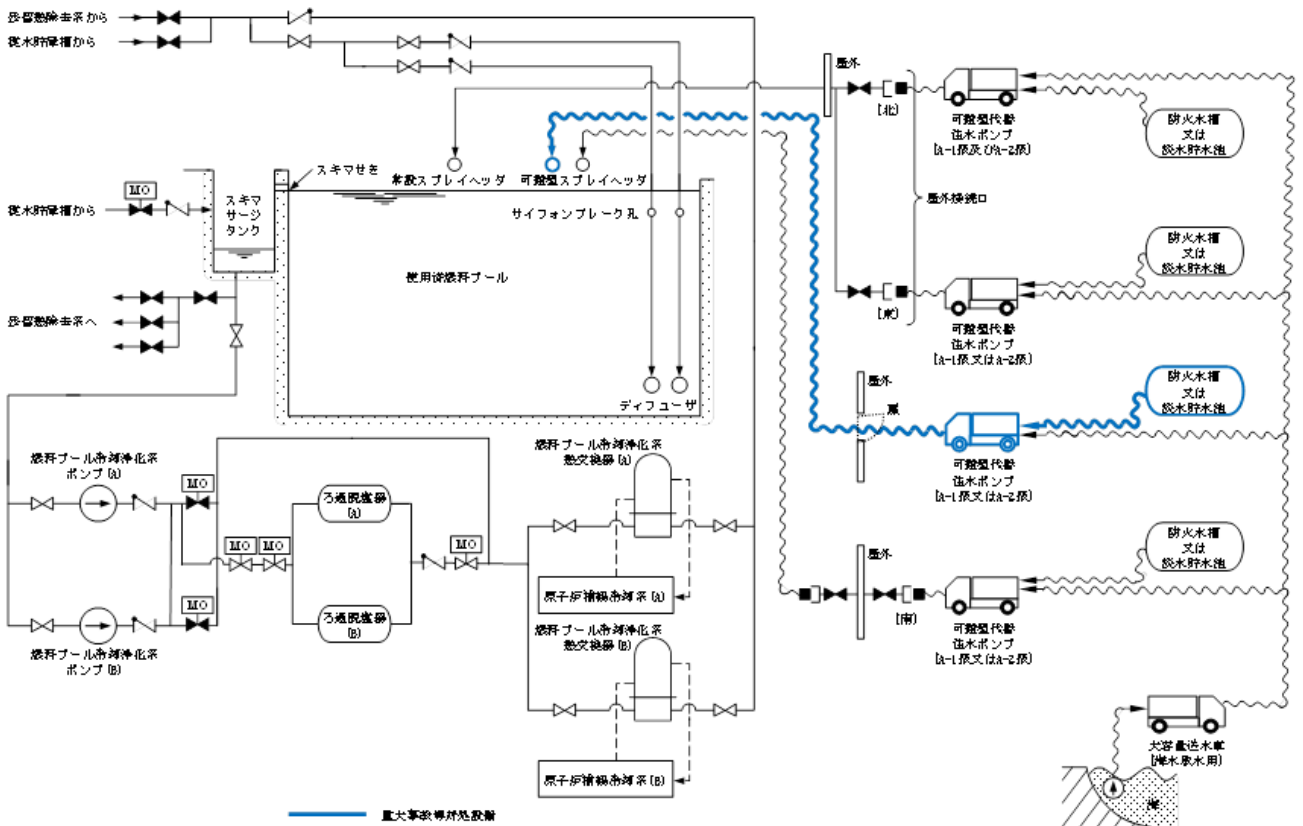 残留熱除去系から
復水貯蔵槽から
MO
復水貯蔵槽から
スキマ
サージ
タンク
スキマせき
常設スプレイヘッダ
可搬型スプレイヘッダ
サイフォンブレーク孔
使用済燃料プール
ディフューザ
残留熱除去系へ
屋外
[北]
可搬型代替
注水ポンプ
[A-1級及びA-2級]
防火水槽
又は
淡水貯水池
屋外接続口
[東]
可搬型代替
注水ポンプ
[A-1級又はA-2級]
防火水槽
又は
淡水貯水池
屋外
扉
可搬型代替
注水ポンプ
[A-1級又はA-2級]
防火水槽
又は
淡水貯水池
屋外
[南]
可搬型代替
注水ポンプ
[A-1級又はA-2級]
防火水槽
又は
淡水貯水池
大容量送水車
[海水取水用]
海
燃料プール冷却浄化系
ポンプ(A)
MO
MO
MO
ろ過脱塩器
(A)
MO
燃料プール冷却浄化系
熱交換器(A)
原子炉補機冷却系(A)
燃料プール冷却浄化系
ポンプ(B)
MO
ろ過脱塩器
(B)
燃料プール冷却浄化系
熱交換器(B)
原子炉補機冷却系(B)
重大事故等対処設備